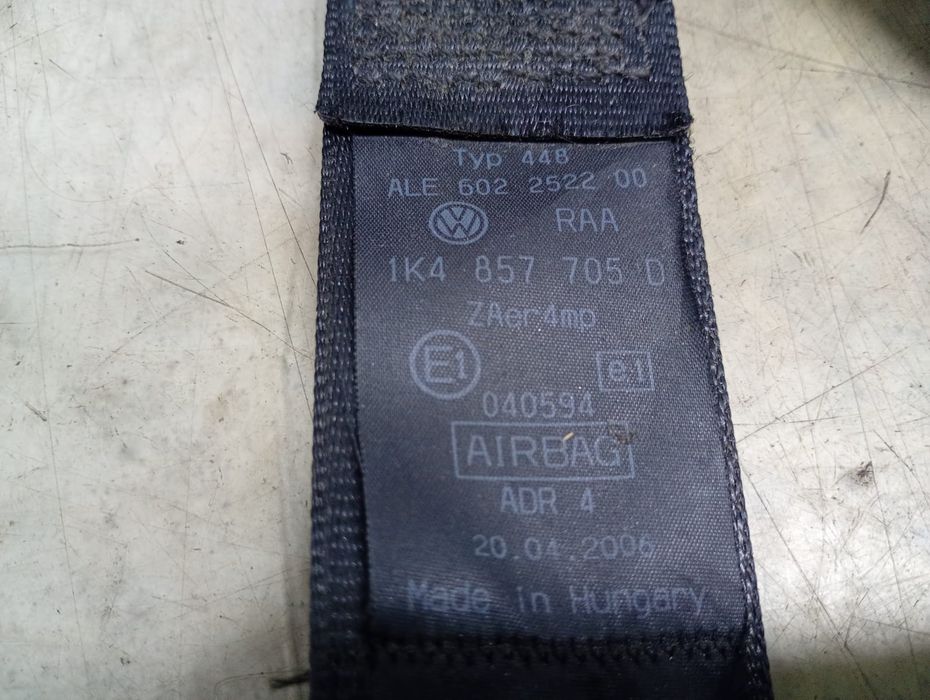 Typ 448
ALE 602 2522 00
VW RAA
1K4 857 705 D
ZAer4mp
E1 e1
040594
AIRBAG
ADR 4
20.04.2006
Made in Hungary